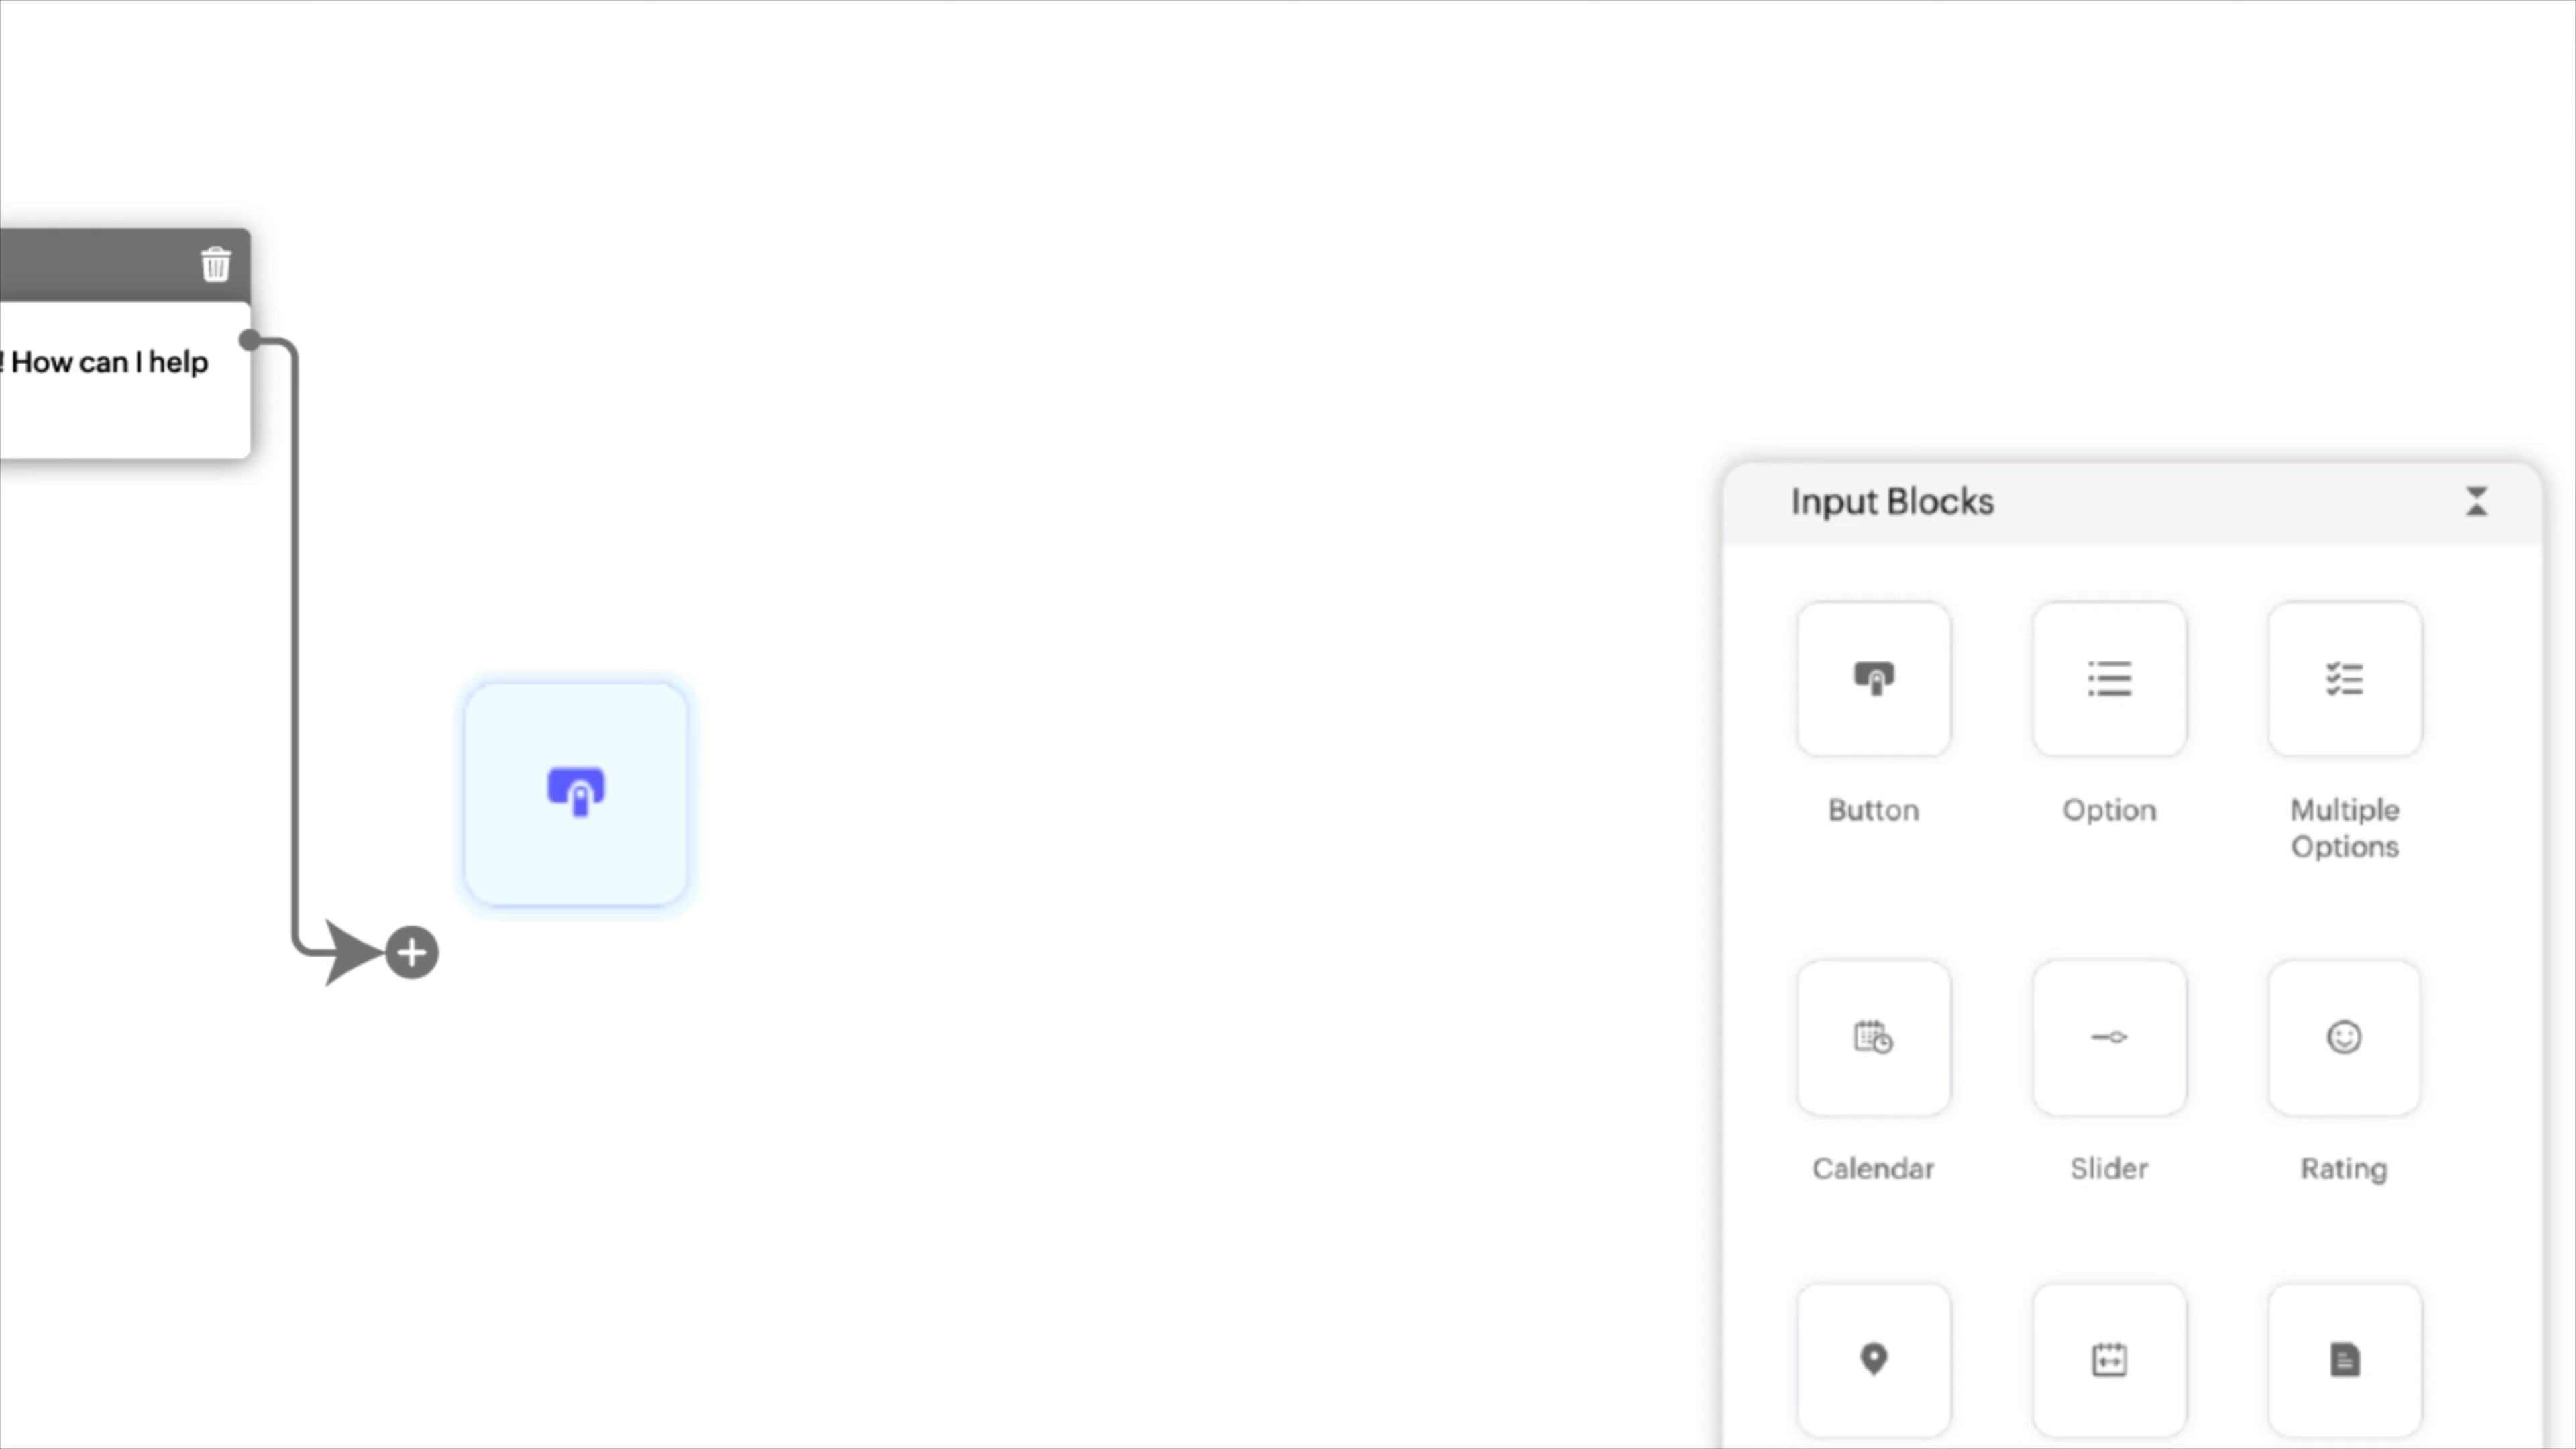 ! How can I help
Input Blocks
Button
Option
Multiple
Options
Calendar
Slider
Rating